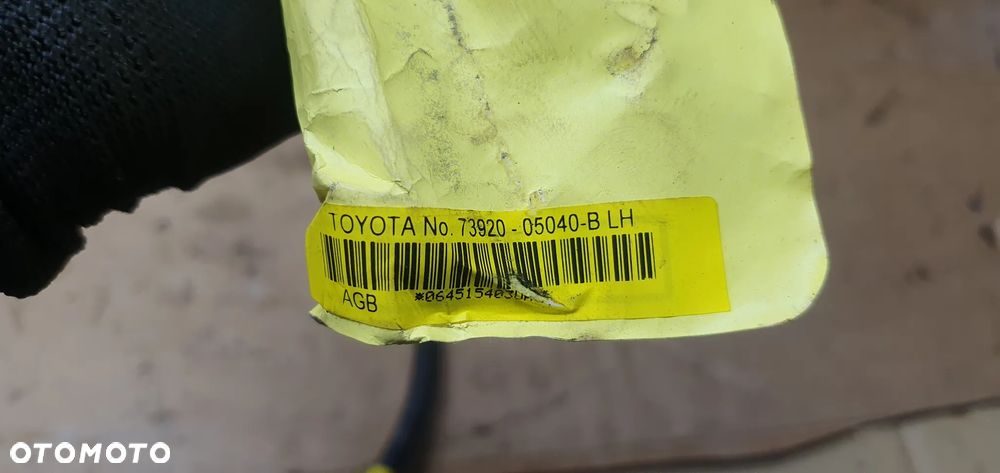 TOYOTA No. 73920 - 05040-B LH
AGB
OTOMOTO